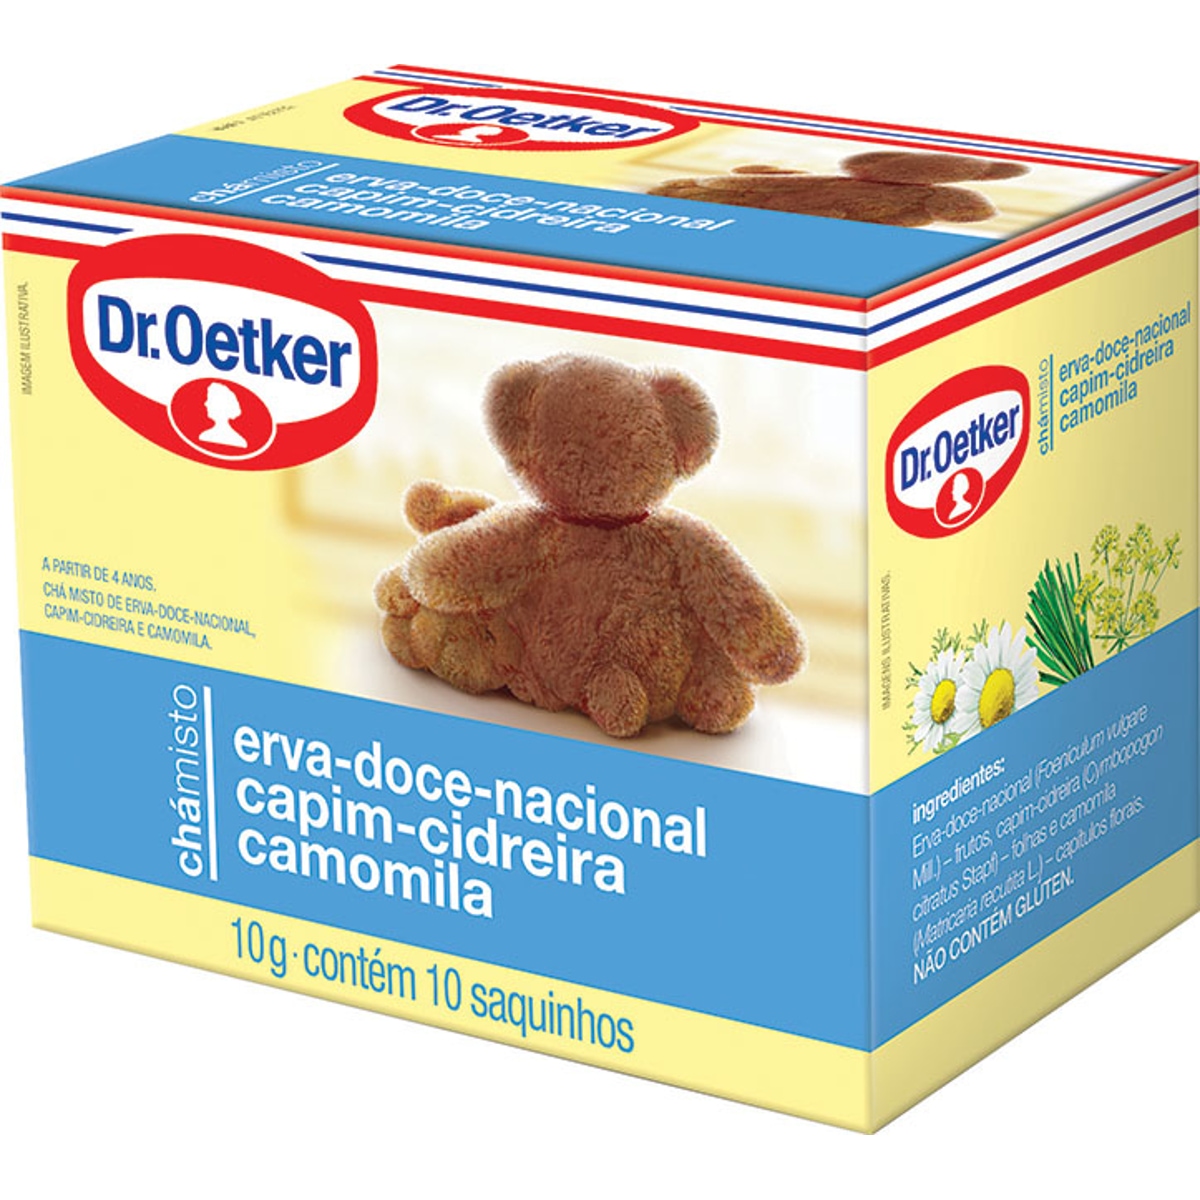 Dr.Oetker
chámisto
erva-doce-nacional
capim-cidreira
camomila
IMAGEM ILUSTRATIVA.
Dr.Oetker
A PARTIR DE 4 ANOS.
CHÁ MISTO DE ERVA-DOCE-NACIONAL,
CAPIM-CIDREIRA E CAMOMILA.
chámisto
erva-doce-nacional
capim-cidreira
camomila
10g·contém 10 saquinhos
Dr.Oetker
chámisto
erva-doce-nacional
capim-cidreira
camomila
IMAGENS ILUSTRATIVAS.
ingredientes:
Erva-doce-nacional (Foeniculum vulgare
Mill.) – frutos, capim-cidreira (Cymbopogon
citratus Stapf) – folhas e camomila
(Matricaria recutita L.) – capítulos florais.
NÃO CONTÉM GLÚTEN.